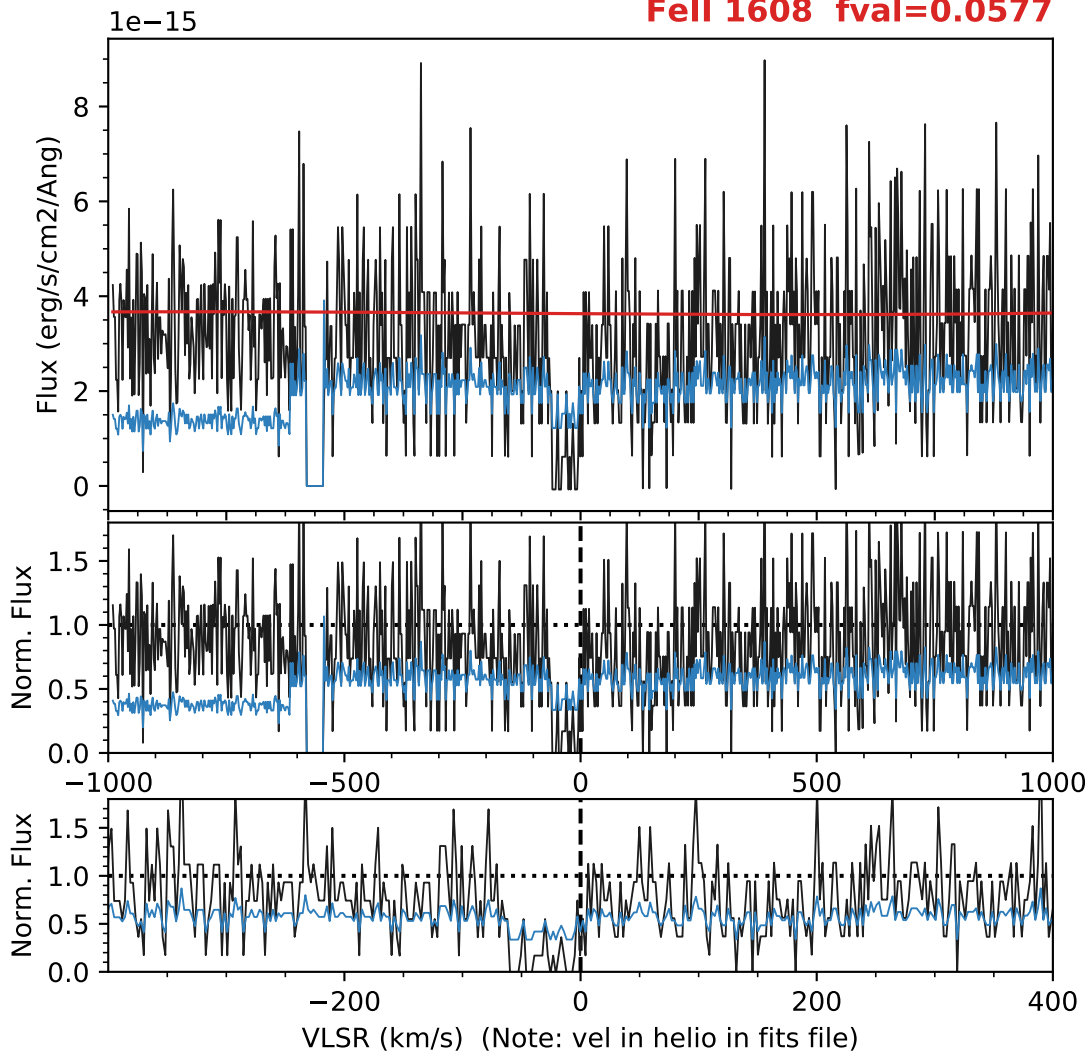 FeII 1608 fval=0.0577
1e−15
Flux (erg/s/cm2/Ang)
8
6
4
2
0
Norm. Flux
1.5
1.0
0.5
0.0
−1000 −500 0 500 1000
Norm. Flux
1.5
1.0
0.5
0.0
−200 0 200 400
VLSR (km/s) (Note: vel in helio in fits file)